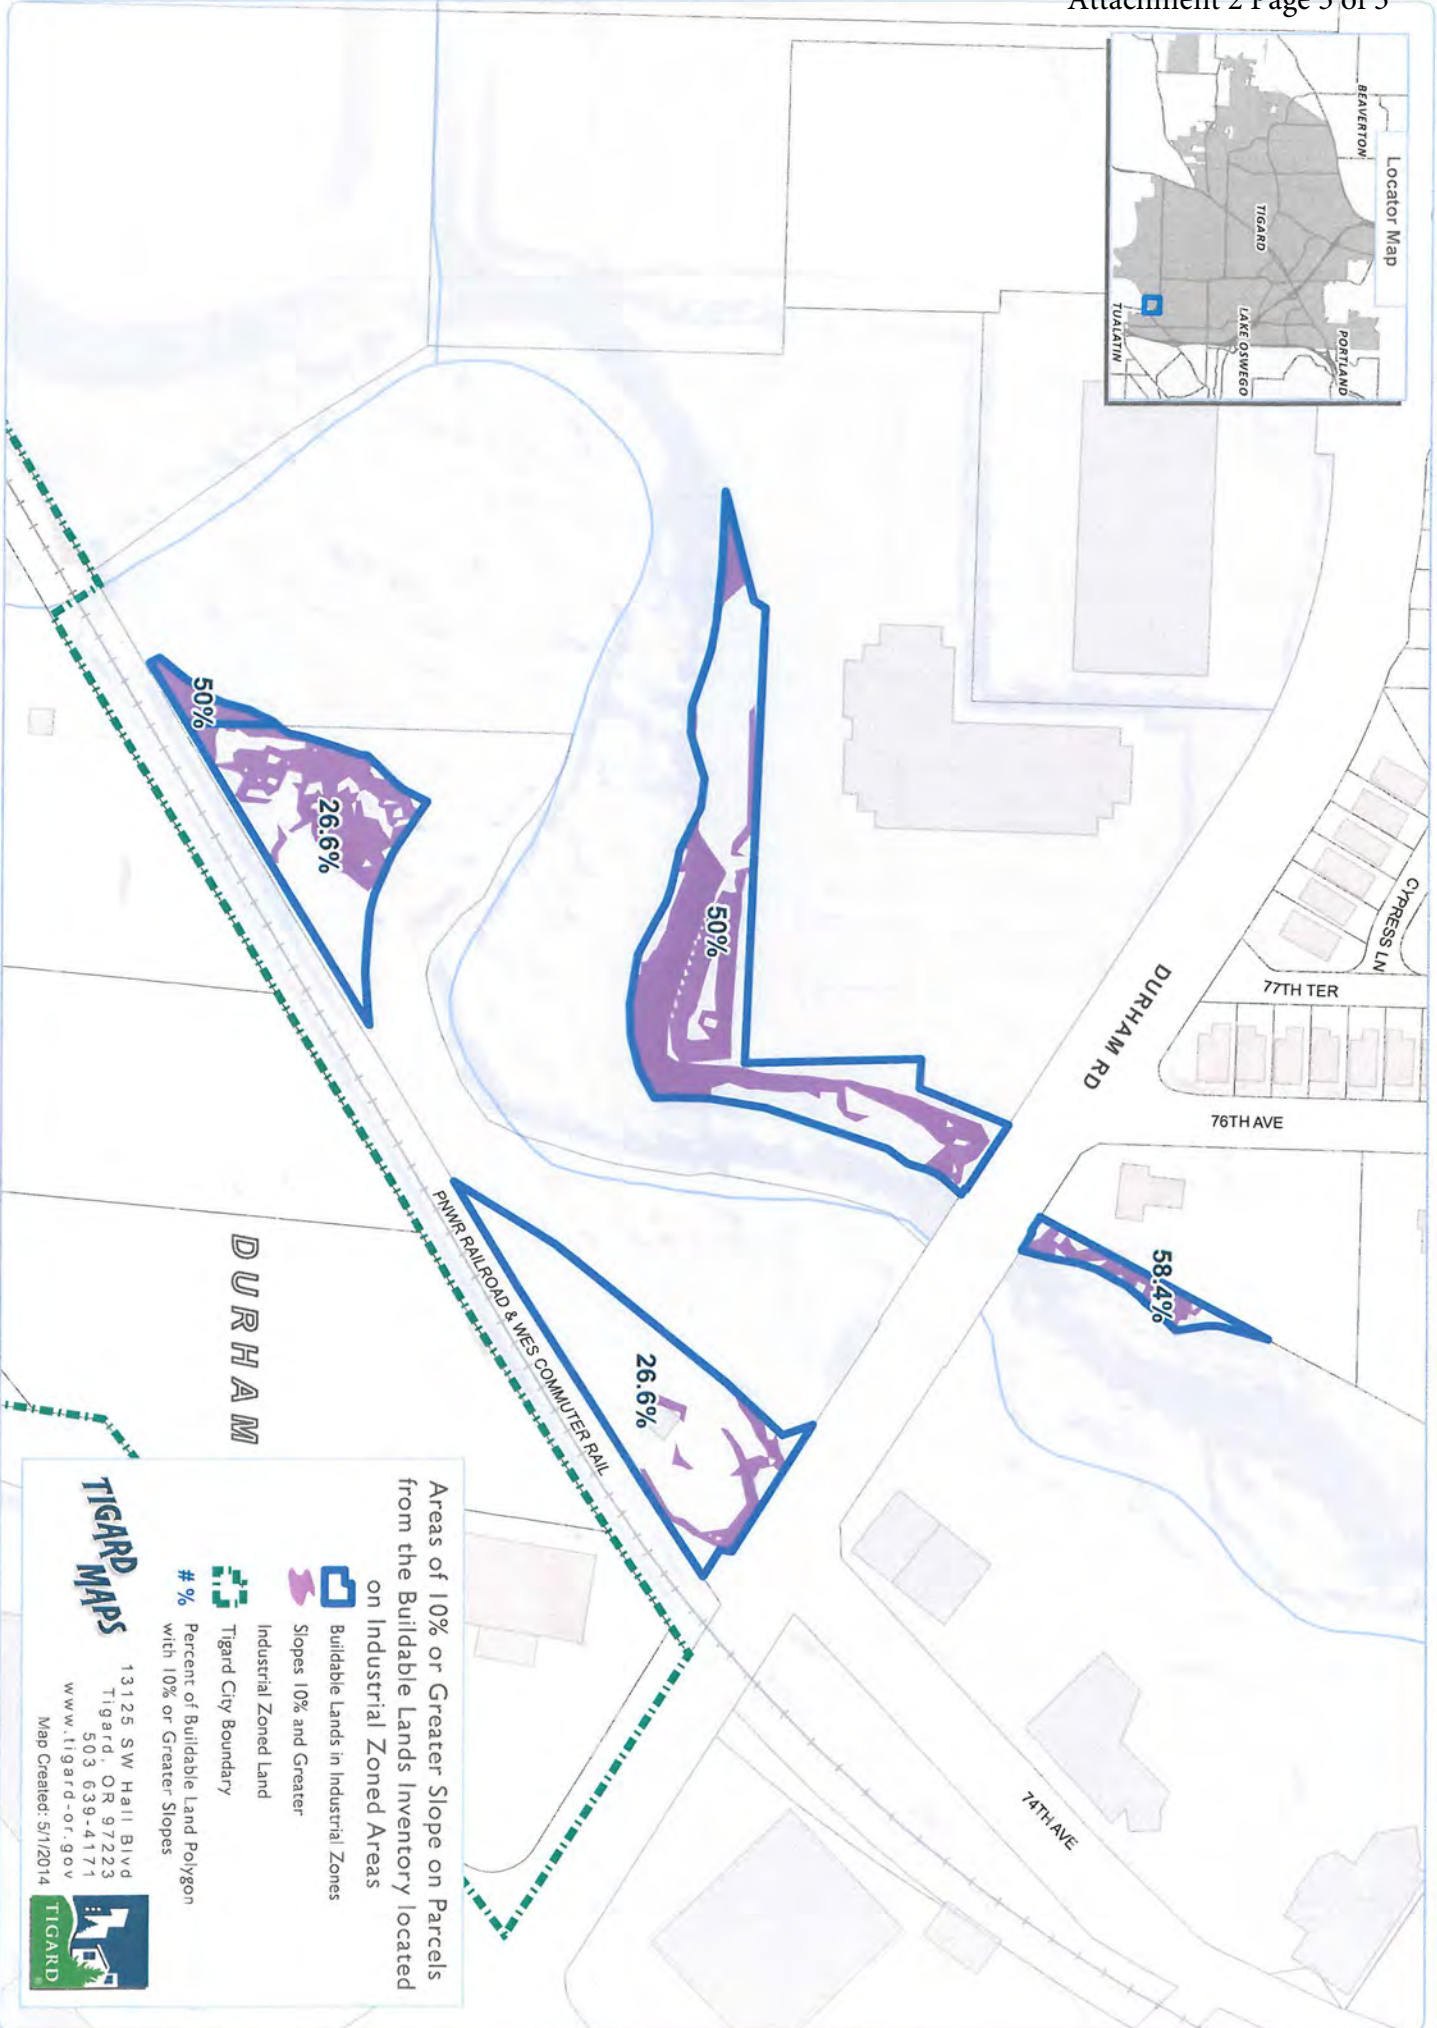 Attachment 2 Page 5 of 5
Locator Map
BEAVERTON
TIGARD
PORTLAND
LAKE OSWEGO
TUALATIN
CYPRESS LN
77TH TER
DURHAM RD
76TH AVE
58.4%
50%
50%
26.6%
26.6%
PNWR RAILROAD & WES COMMUTER RAIL
DURHAM
74TH AVE
Areas of 10% or Greater Slope on Parcels
from the Buildable Lands Inventory located
on Industrial Zoned Areas
Buildable Lands in Industrial Zones
Slopes 10% and Greater
Industrial Zoned Land
Tigard City Boundary
# % Percent of Buildable Land Polygon
with 10% or Greater Slopes
TIGARD
MAPS
13125 SW Hall Blvd
Tigard, OR 97223
503 639-4171
www.tigard-or.gov
Map Created: 5/1/2014
TIGARD